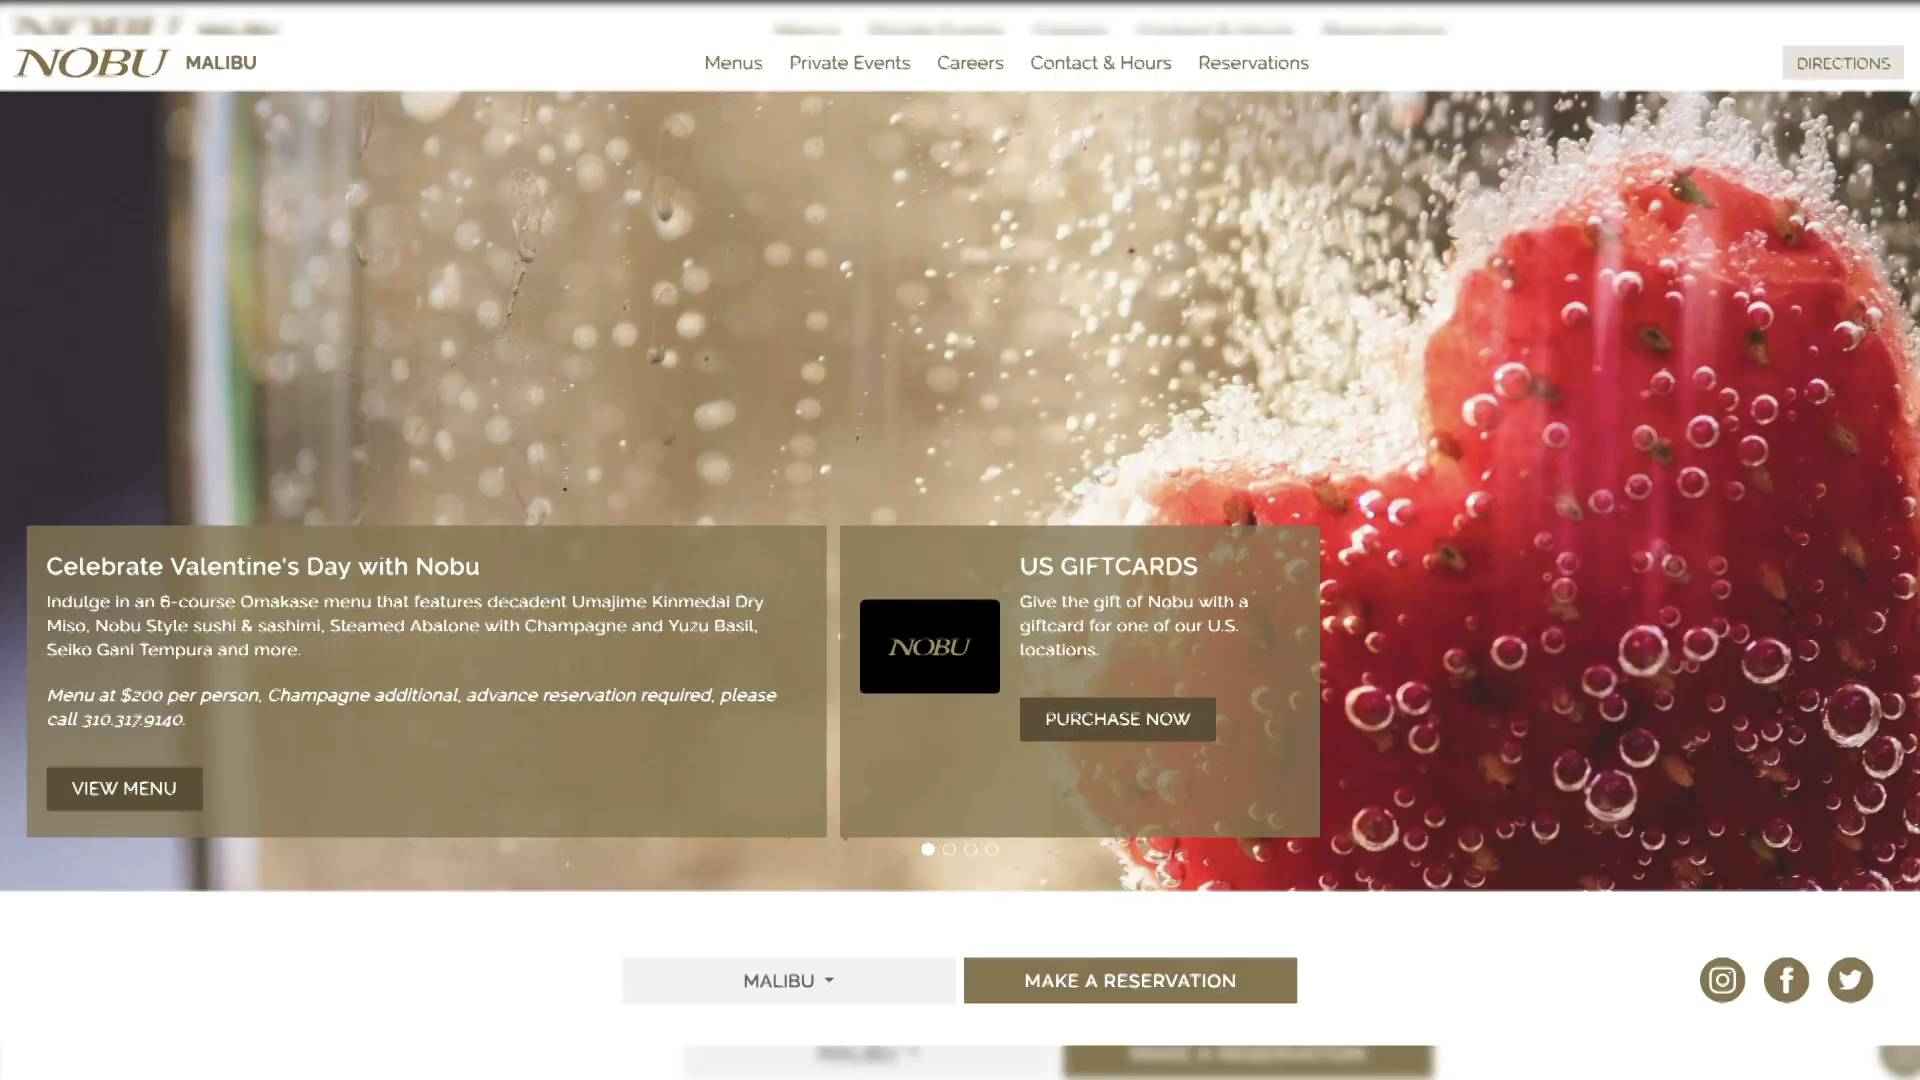 NOBU MALIBU
Menus Private Events Careers Contact & Hours Reservations
DIRECTIONS
Celebrate Valentine's Day with Nobu
Indulge in an 6-course Omakase menu that features decadent Umajime Kinmedai Dry
Miso, Nobu Style sushi & sashimi, Steamed Abalone with Champagne and Yuzu Basil,
Seiko Gani Tempura and more.
Menu at $200 per person, Champagne additional, advance reservation required, please
call 310.317.9140.
VIEW MENU
NOBU
US GIFTCARDS
Give the gift of Nobu with a
giftcard for one of our U.S.
locations.
PURCHASE NOW
MALIBU
MAKE A RESERVATION